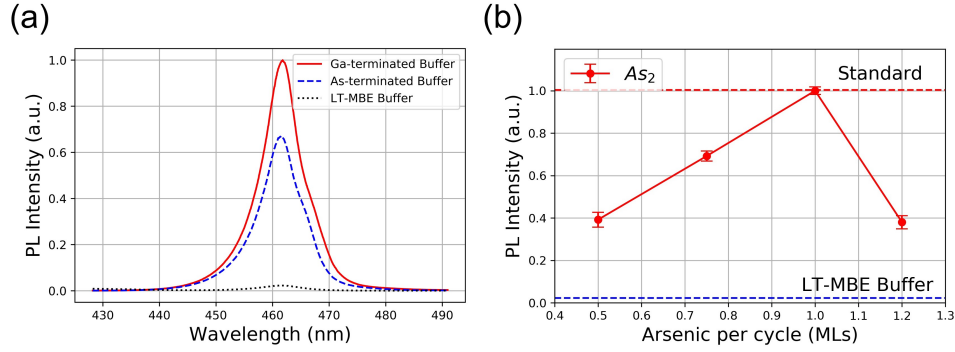 (a)
1.0
0.8
0.6
0.4
0.2
0.0
PL Intensity (a.u.)
Ga-terminated Buffer
As-terminated Buffer
LT-MBE Buffer
430 440 450 460 470 480 490
Wavelength (nm)
(b)
1.0
0.8
0.6
0.4
0.2
0.0
PL Intensity (a.u.)
As₂
Standard
LT-MBE Buffer
0.4 0.5 0.6 0.7 0.8 0.9 1.0 1.1 1.2 1.3
Arsenic per cycle (MLs)